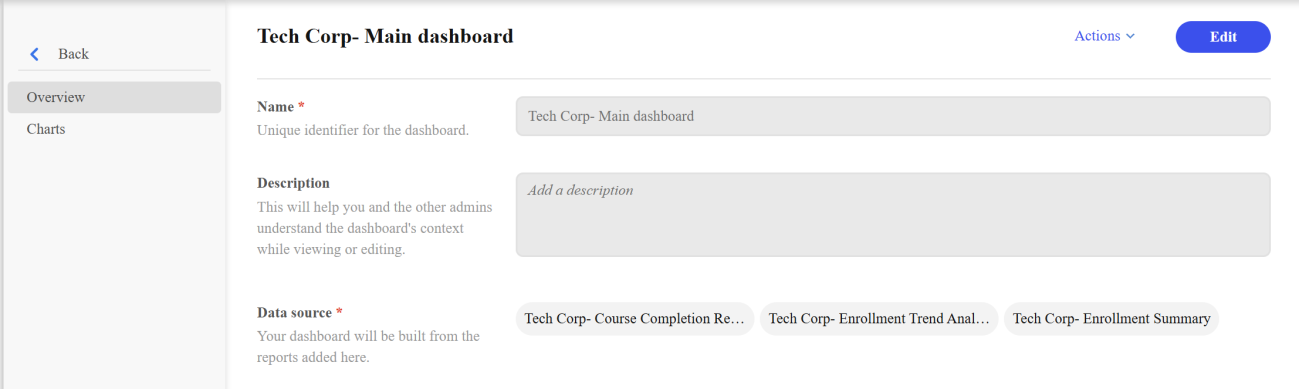 Back
Overview
Charts
Tech Corp- Main dashboard
Actions
Edit
Name *
Unique identifier for the dashboard.
Tech Corp- Main dashboard
Description
This will help you and the other admins
understand the dashboard's context
while viewing or editing.
Add a description
Data source *
Your dashboard will be built from the
reports added here.
Tech Corp- Course Completion Re...
Tech Corp- Enrollment Trend Anal...
Tech Corp- Enrollment Summary